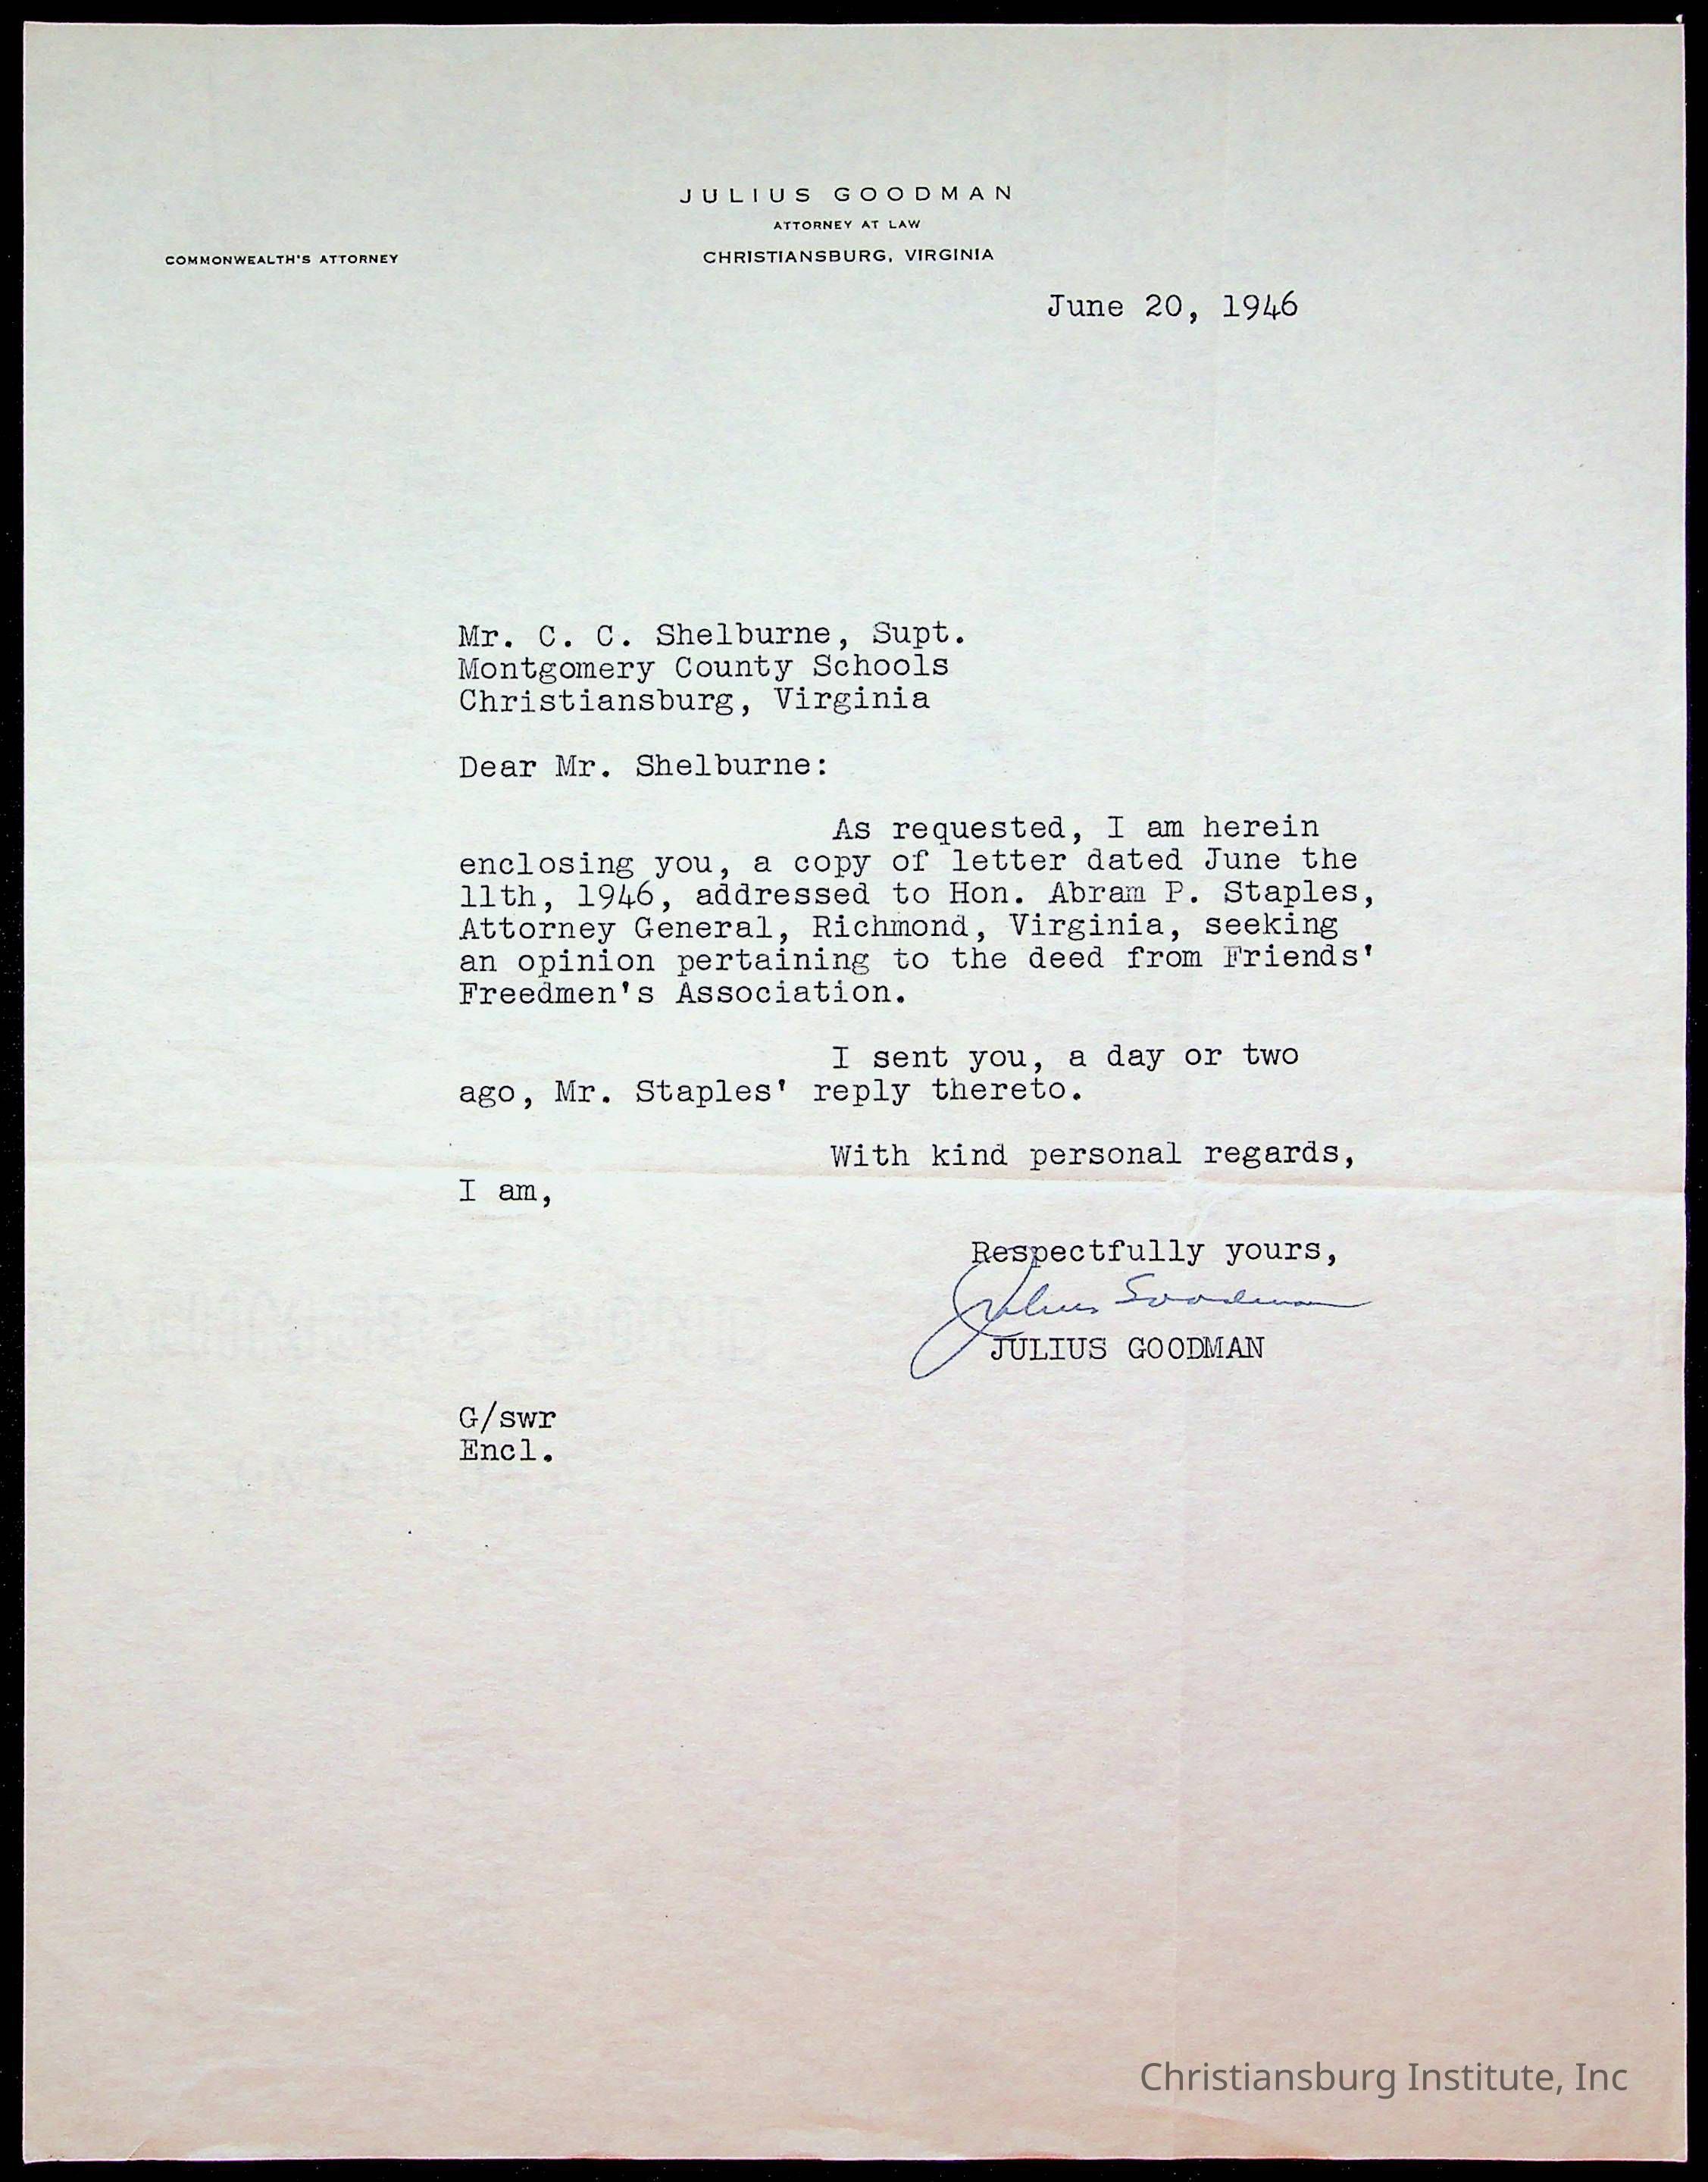 JULIUS GOODMAN
ATTORNEY AT LAW
COMMONWEALTH'S ATTORNEY
CHRISTIANSBURG, VIRGINIA
June 20, 1946
Mr. C. C. Shelburne, Supt.
Montgomery County Schools
Christiansburg, Virginia
Dear Mr. Shelburne:
As requested, I am herein
enclosing you, a copy of letter dated June the
11th, 1946, addressed to Hon. Abram P. Staples,
Attorney General, Richmond, Virginia, seeking
an opinion pertaining to the deed from Friends'
Freedmen's Association.
I sent you, a day or two
ago, Mr. Staples' reply thereto.
With kind personal regards,
I am,
Respectfully yours,
Julius Goodman
JULIUS GOODMAN
G/swr
Encl.
Christiansburg Institute, Inc